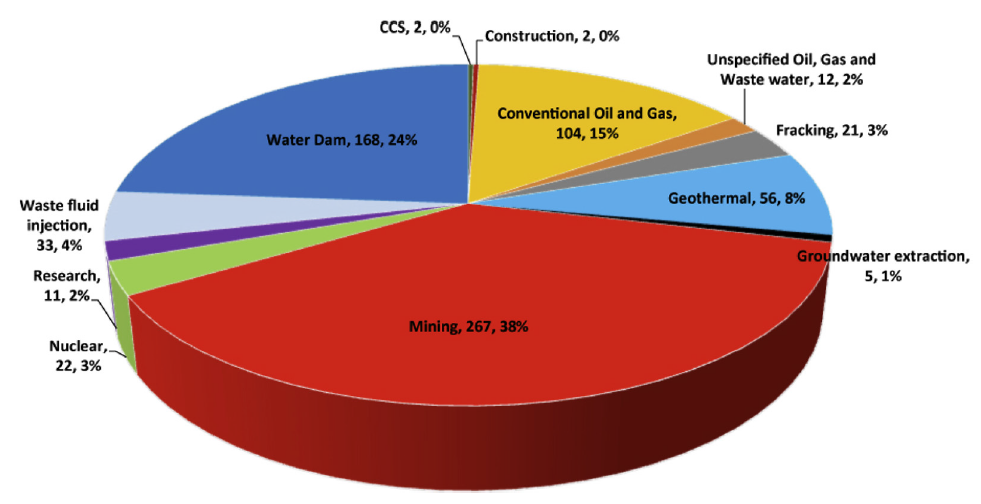 CCS, 2, 0%
Construction, 2, 0%
Unspecified Oil, Gas and
Waste water, 12, 2%
Conventional Oil and Gas,
104, 15%
Fracking, 21, 3%
Water Dam, 168, 24%
Geothermal, 56, 8%
Waste fluid
injection,
33, 4%
Groundwater extraction,
5, 1%
Research,
11, 2%
Mining, 267, 38%
Nuclear,
22, 3%